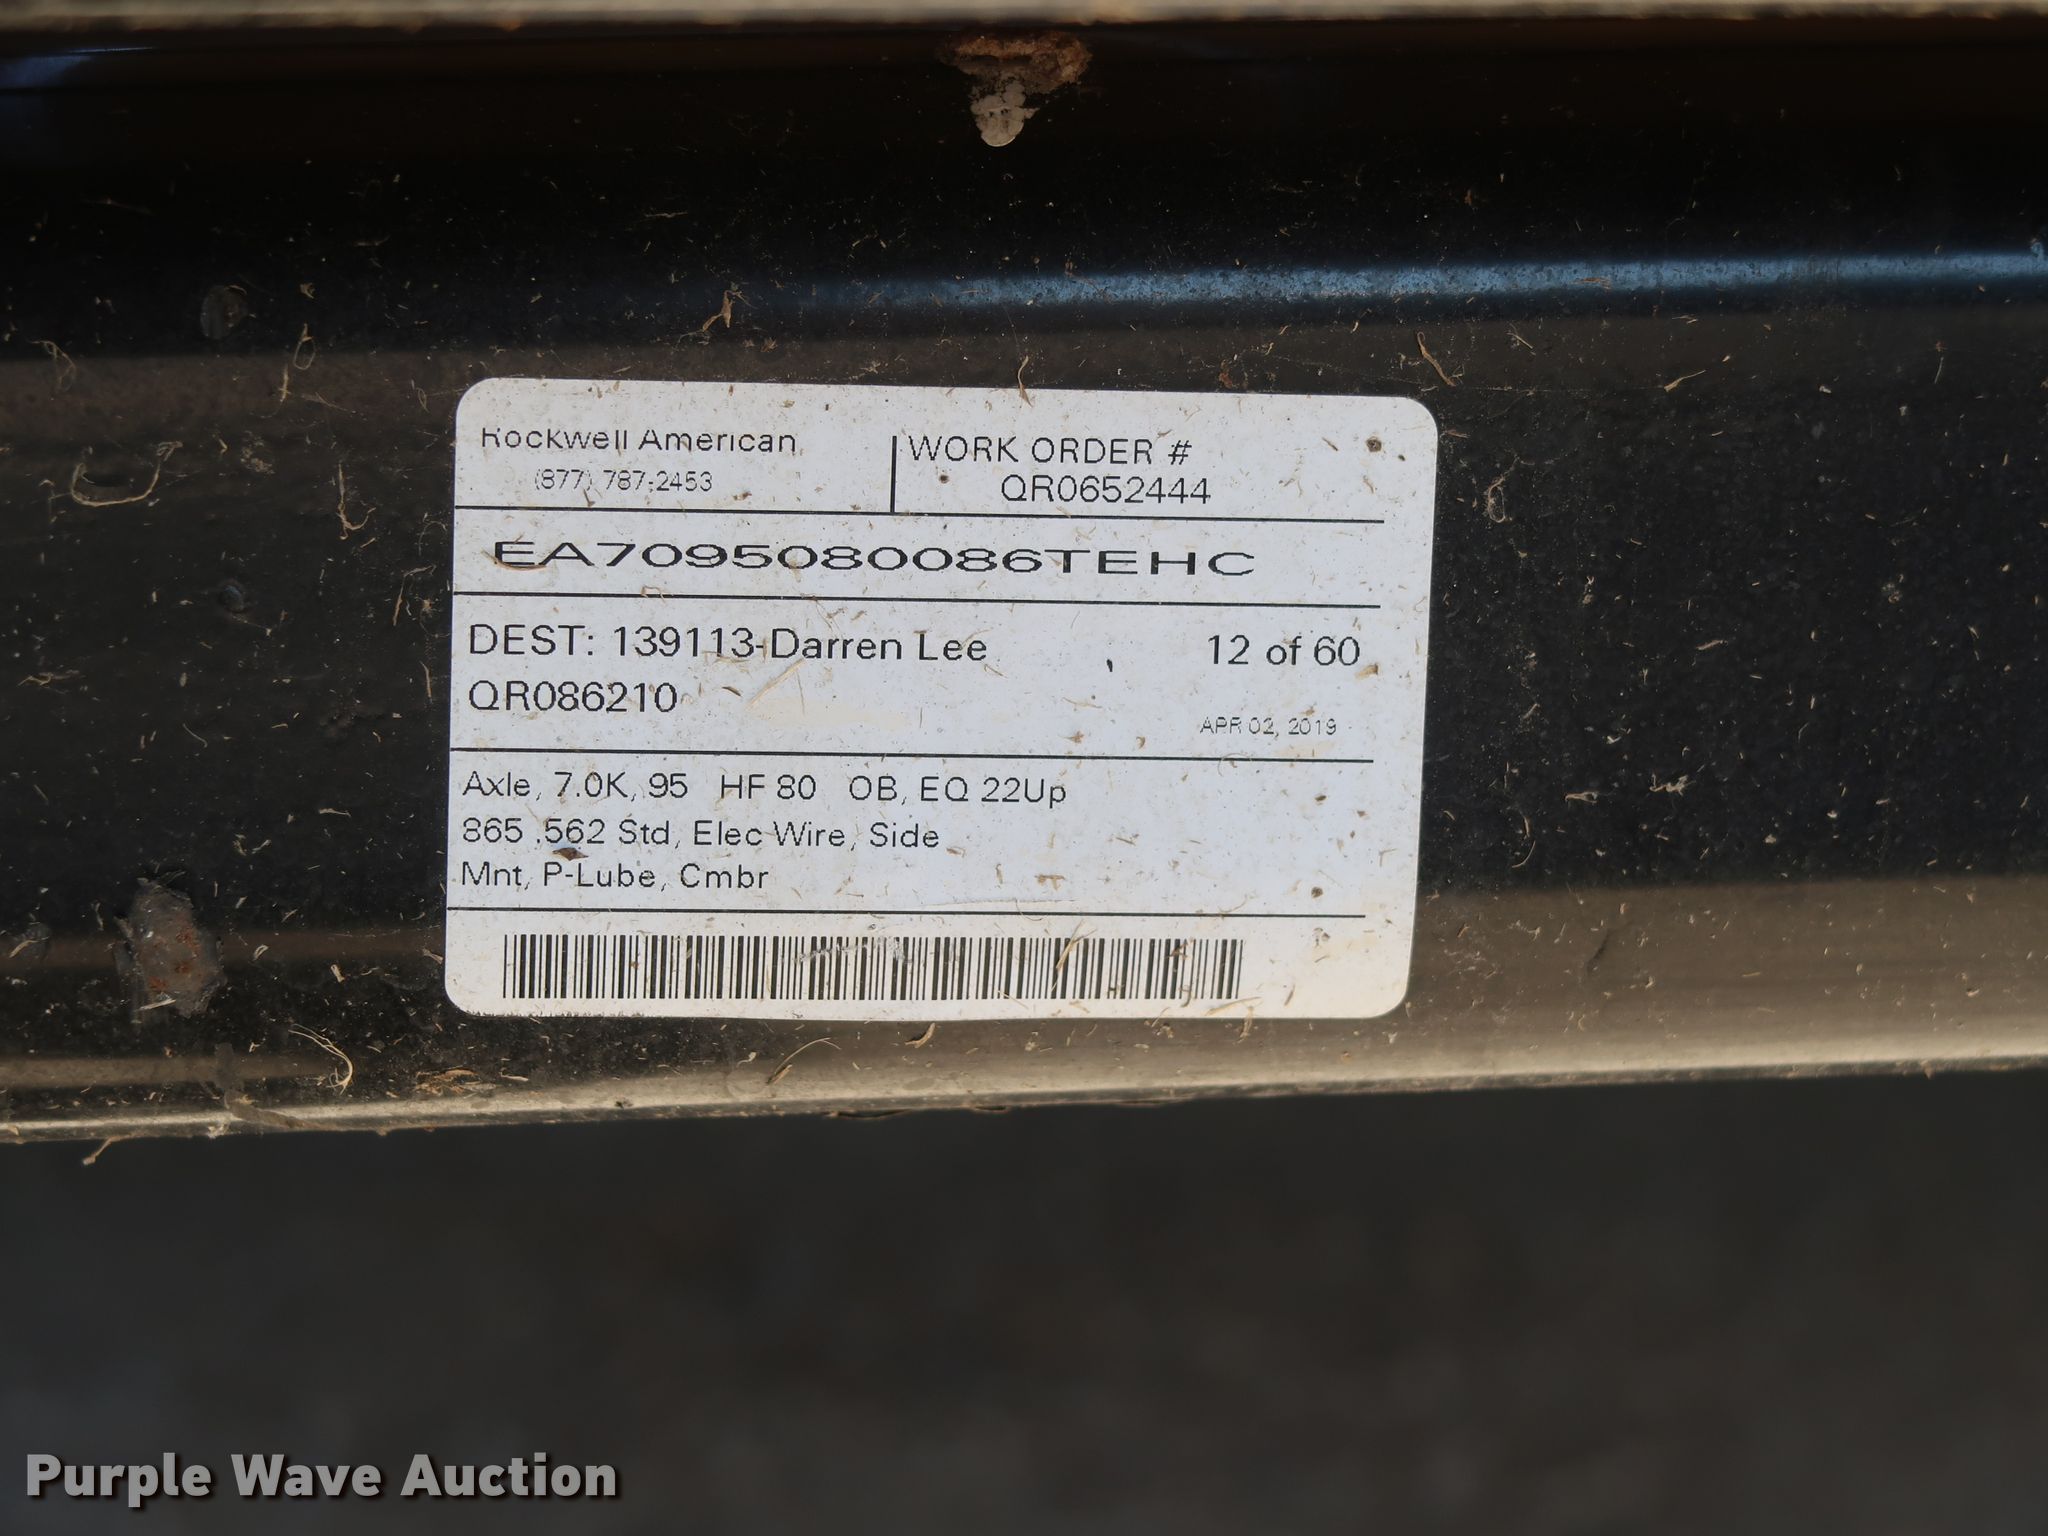 Rockwell American
(877) 787-2453
WORK ORDER #
QR0652444
EA7095080086TEHC
DEST: 139113-Darren Lee
12 of 60
QR086210
APR 02, 2019
Axle, 7.0K, 95 HF 80 OB, EQ 22Up
865 .562 Std, Elec Wire, Side
Mnt, P-Lube, Cmbr
Purple Wave Auction